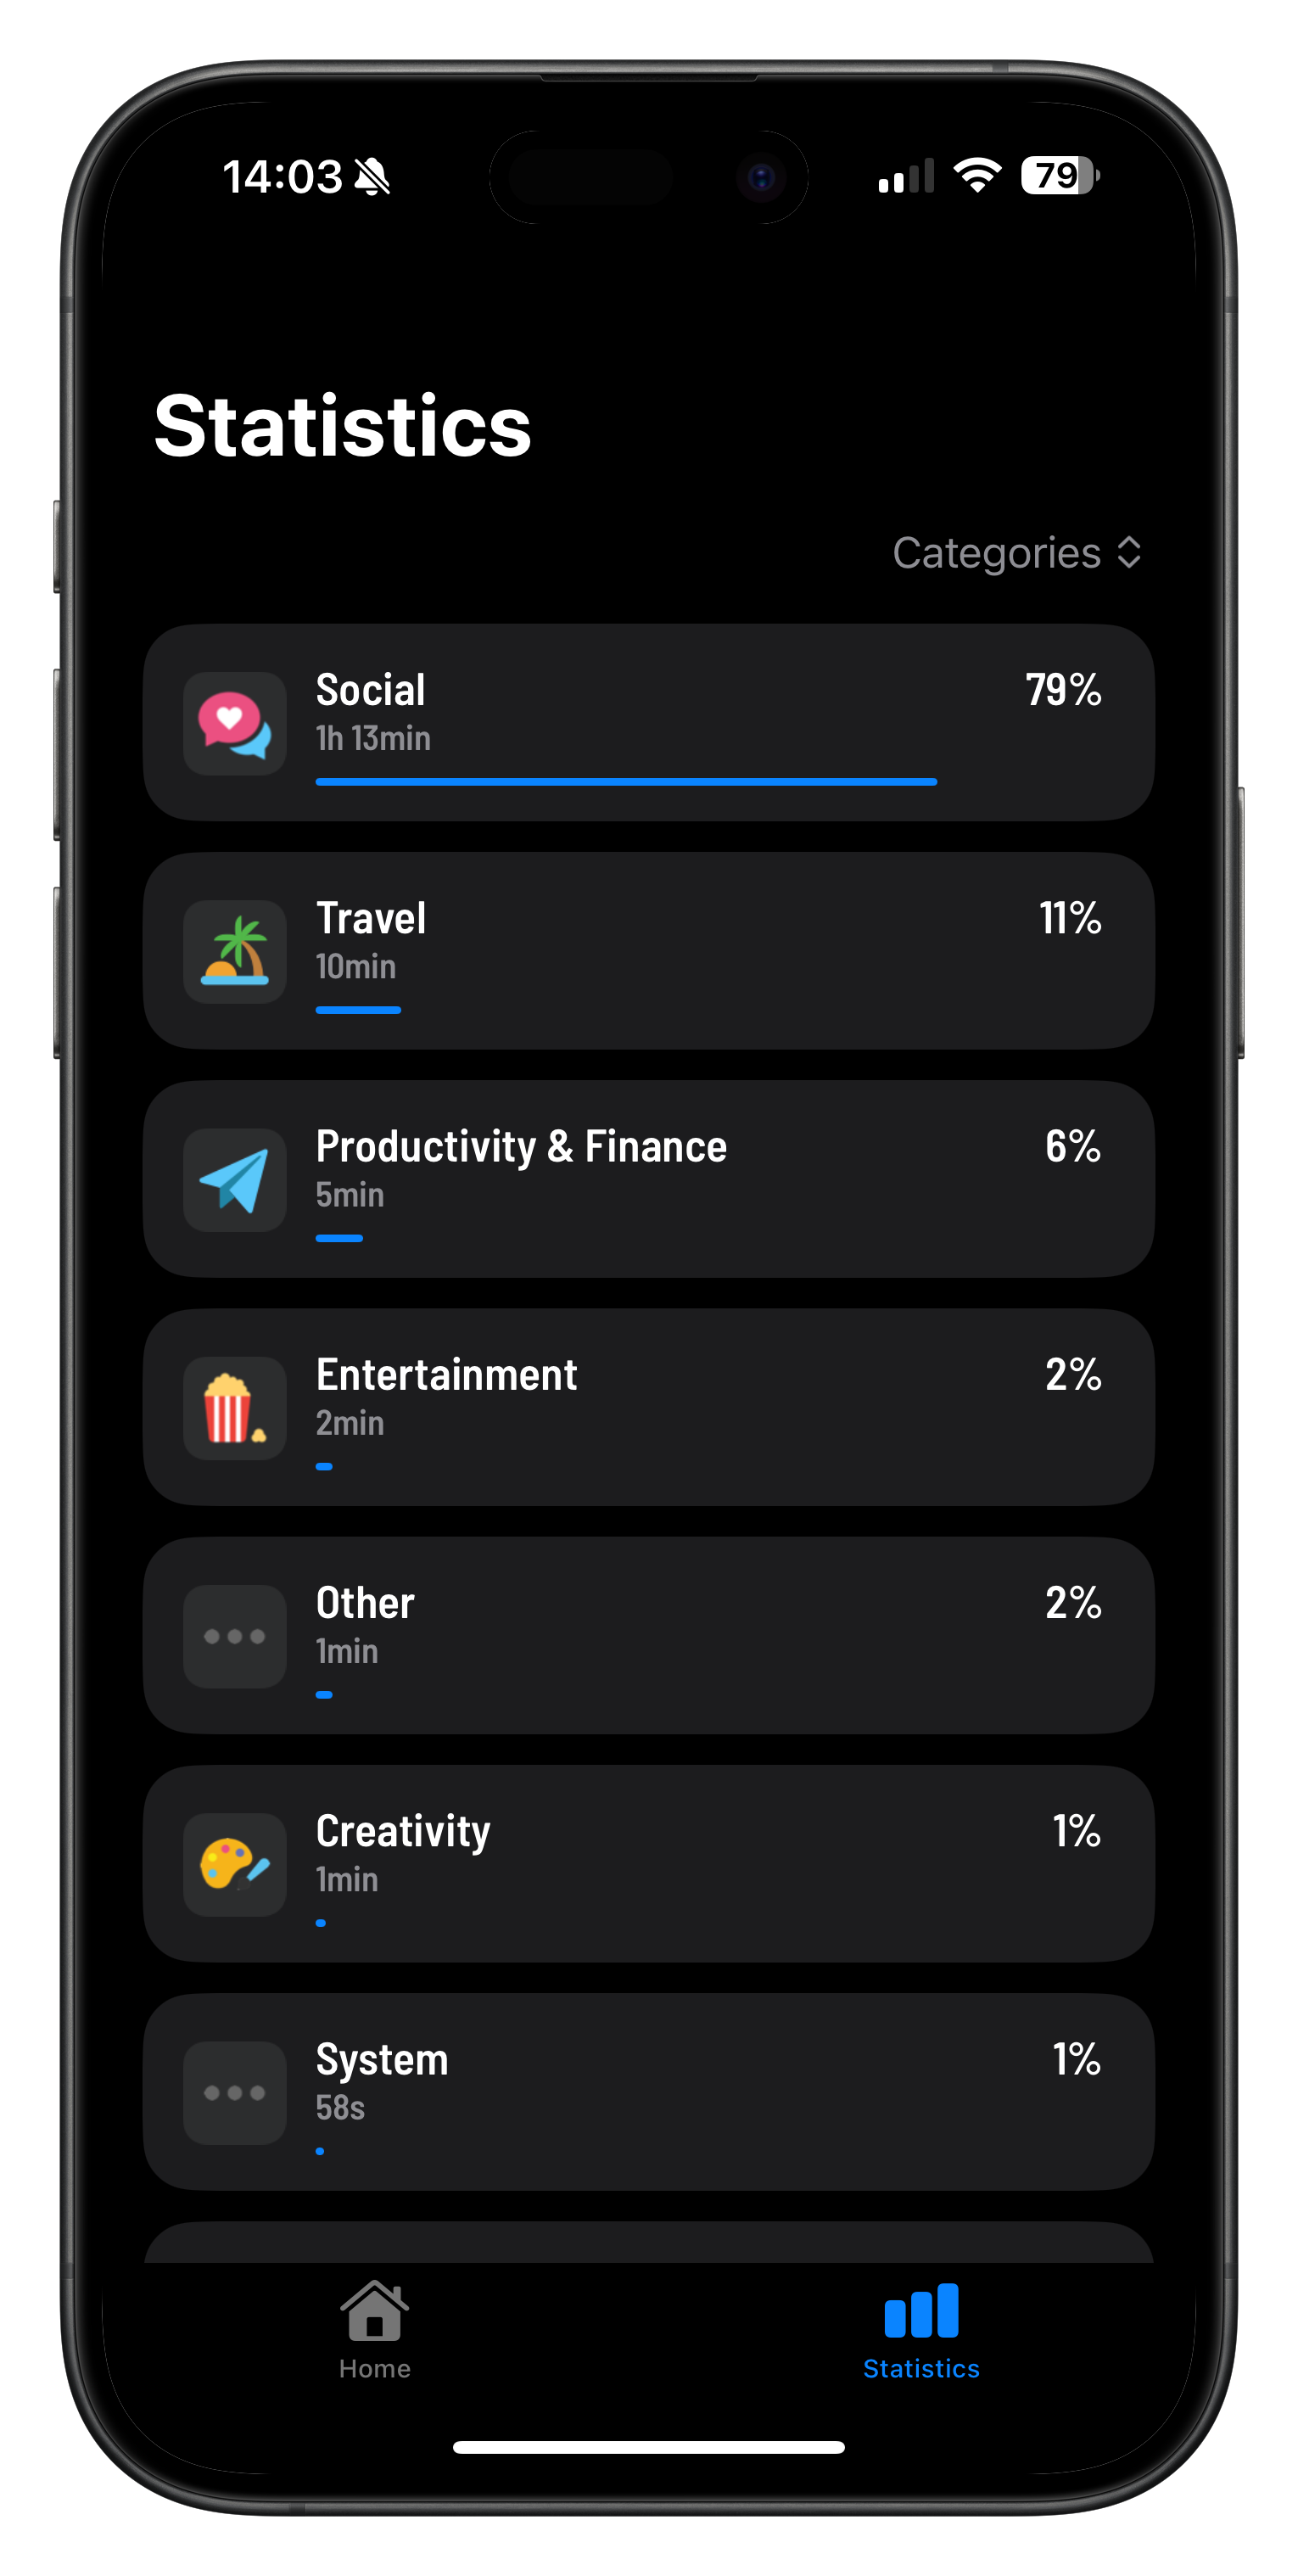 14:03
79
Statistics
Categories
Social
79%
1h 13min
Travel
11%
10min
Productivity & Finance
6%
5min
Entertainment
2%
2min
Other
2%
1min
Creativity
1%
1min
System
1%
58s
Home
Statistics